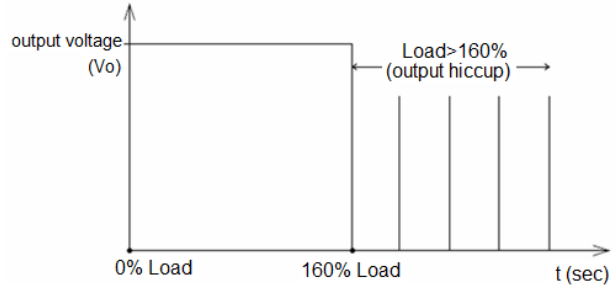 output voltage
(Vo)
Load>160%
(output hiccup)
0% Load
160% Load
t (sec)